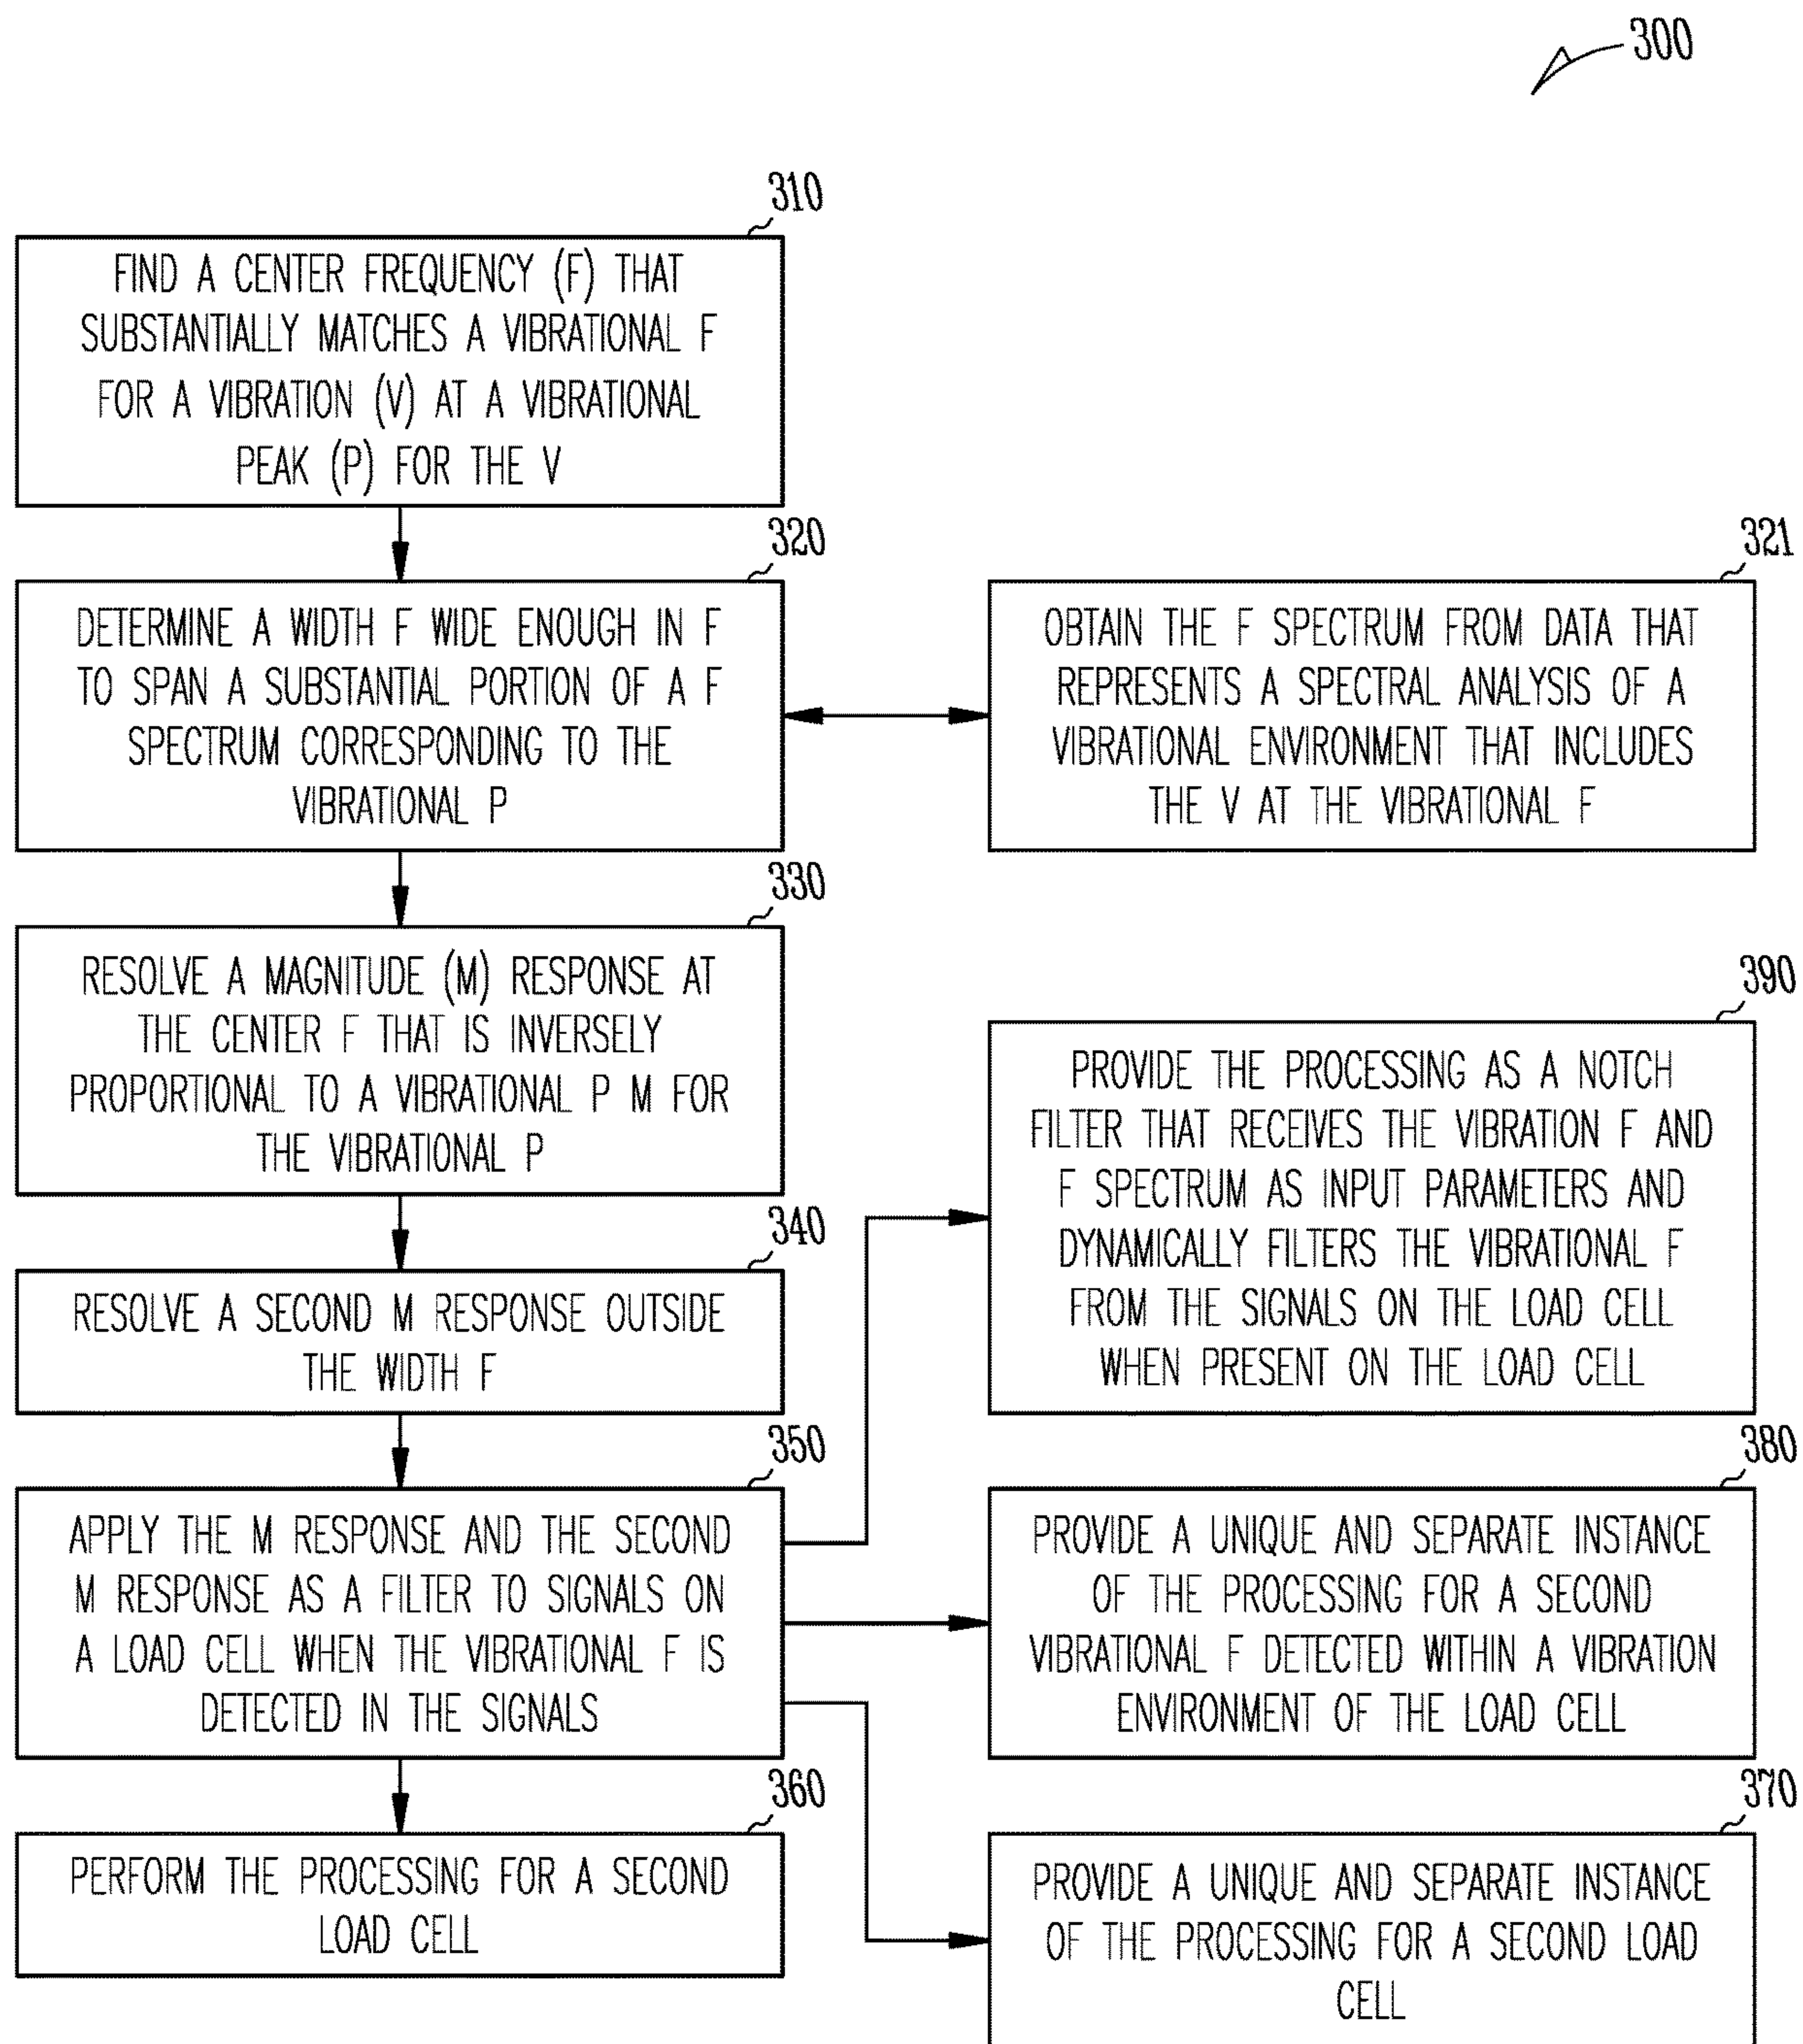 300
310
FIND A CENTER FREQUENCY (F) THAT
SUBSTANTIALLY MATCHES A VIBRATIONAL F
FOR A VIBRATION (V) AT A VIBRATIONAL
PEAK (P) FOR THE V
320
DETERMINE A WIDTH F WIDE ENOUGH IN F
TO SPAN A SUBSTANTIAL PORTION OF A F
SPECTRUM CORRESPONDING TO THE
VIBRATIONAL P
321
OBTAIN THE F SPECTRUM FROM DATA THAT
REPRESENTS A SPECTRAL ANALYSIS OF A
VIBRATIONAL ENVIRONMENT THAT INCLUDES
THE V AT THE VIBRATIONAL F
330
RESOLVE A MAGNITUDE (M) RESPONSE AT
THE CENTER F THAT IS INVERSELY
PROPORTIONAL TO A VIBRATIONAL P M FOR
THE VIBRATIONAL P
340
RESOLVE A SECOND M RESPONSE OUTSIDE
THE WIDTH F
350
APPLY THE M RESPONSE AND THE SECOND
M RESPONSE AS A FILTER TO SIGNALS ON
A LOAD CELL WHEN THE VIBRATIONAL F IS
DETECTED IN THE SIGNALS
360
PERFORM THE PROCESSING FOR A SECOND
LOAD CELL
390
PROVIDE THE PROCESSING AS A NOTCH
FILTER THAT RECEIVES THE VIBRATION F AND
F SPECTRUM AS INPUT PARAMETERS AND
DYNAMICALLY FILTERS THE VIBRATIONAL F
FROM THE SIGNALS ON THE LOAD CELL
WHEN PRESENT ON THE LOAD CELL
380
PROVIDE A UNIQUE AND SEPARATE INSTANCE
OF THE PROCESSING FOR A SECOND
VIBRATIONAL F DETECTED WITHIN A VIBRATION
ENVIRONMENT OF THE LOAD CELL
370
PROVIDE A UNIQUE AND SEPARATE INSTANCE
OF THE PROCESSING FOR A SECOND LOAD
CELL